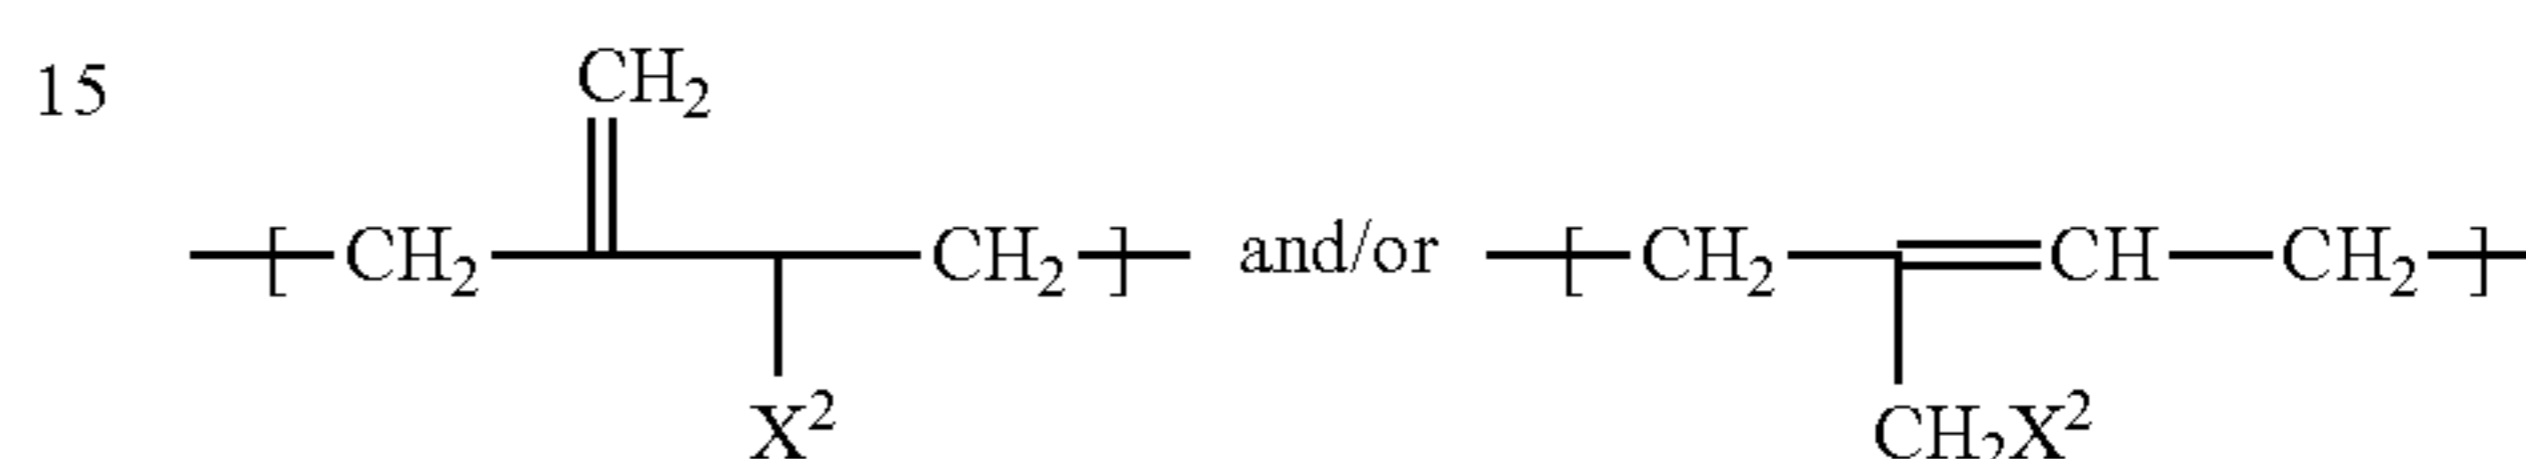 15
CH₂
[ CH₂ CH₂ ] and/or [ CH₂ CH CH₂ ]
X² CH₂X²